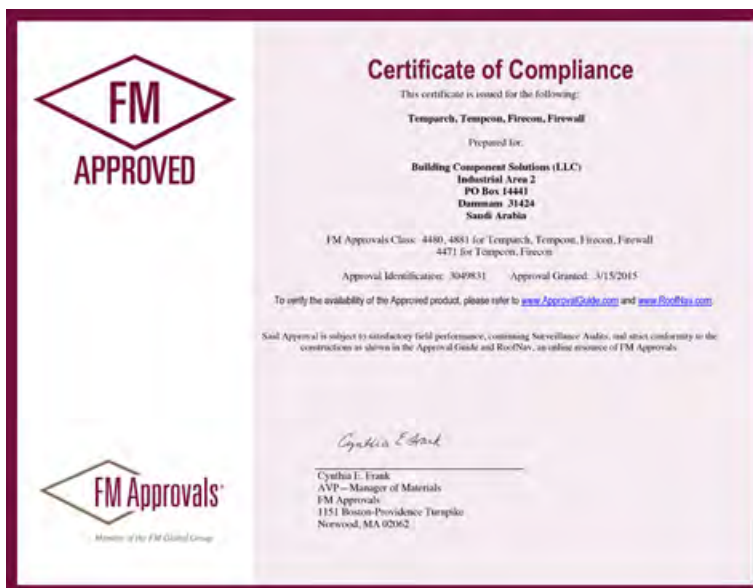 FM
APPROVED
Certificate of Compliance
This certificate is issued for the following:
Temparch, Tempcon, Firecon, Firewall
Prepared for:
Building Component Solutions (LLC)
Industrial Area 2
PO Box 14441
Dammam 31424
Saudi Arabia
FM Approvals Class: 4480, 4881 for Temparch, Tempcon, Firecon, Firewall
4471 for Tempcon, Firecon
Approval Identification: 3049831 Approval Granted: 3/15/2015
To verify the availability of the Approved product, please refer to www.ApprovalGuide.com and www.RoofNav.com
Said Approval is subject to satisfactory field performance, continuing Surveillance Audits, and strict conformity to the
constructions as shown in the Approval Guide and RoofNav, an online resource of FM Approvals
Cynthia E Frank
Cynthia E. Frank
AVP – Manager of Materials
FM Approvals
1151 Boston-Providence Turnpike
Norwood, MA 02062
FM Approvals
Member of the FM Global Group